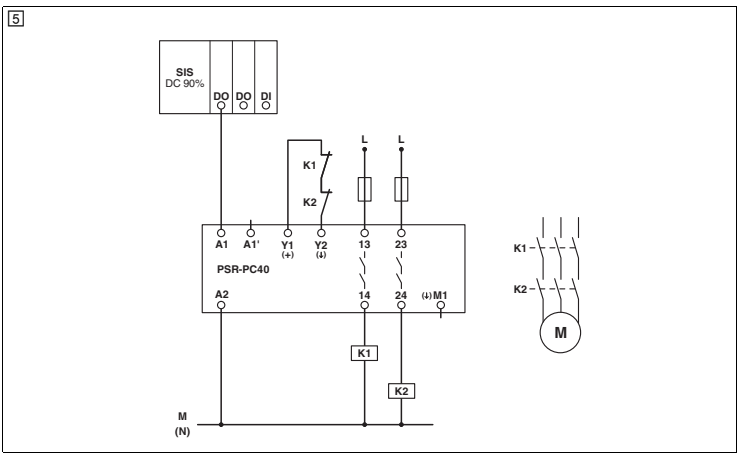 5
SIS
DC 90%
DO DO DI
L L
K1
K2
A1 A1' Y1 Y2 13 23
(+) (↓)
PSR-PC40
A2 14 24 (↓) M1
K1
K2
M
(N)
K1
K2
M